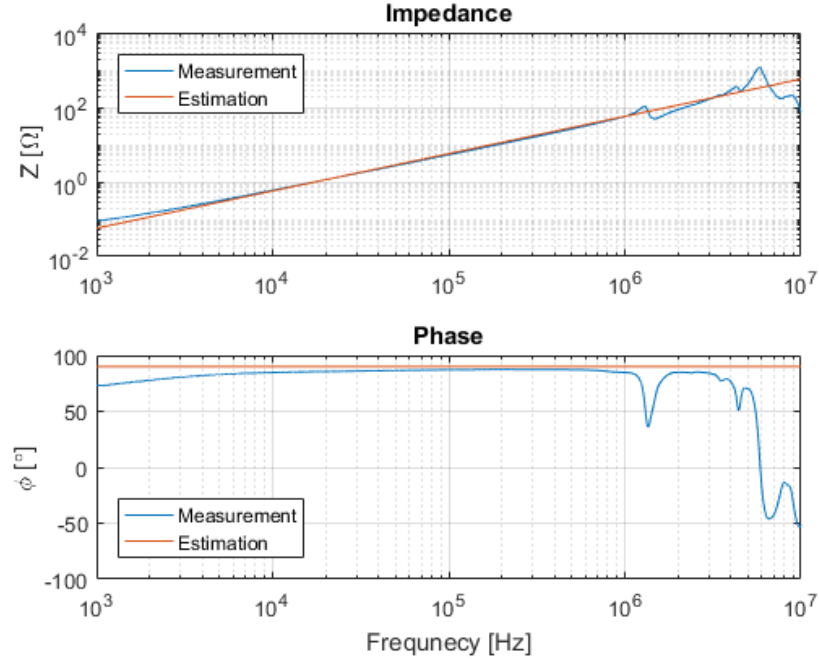 Impedance
10^4
10^2
10^0
10^-2
Z [Ω]
Measurement
Estimation
10^3
10^4
10^5
10^6
10^7
Phase
100
50
0
-50
-100
ϕ [°]
Measurement
Estimation
10^3
10^4
10^5
10^6
10^7
Frequnecy [Hz]